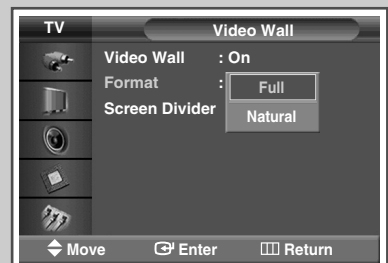 TV
Video Wall
Video Wall : On
Format : Full
Natural
Screen Divider
Move Enter Return